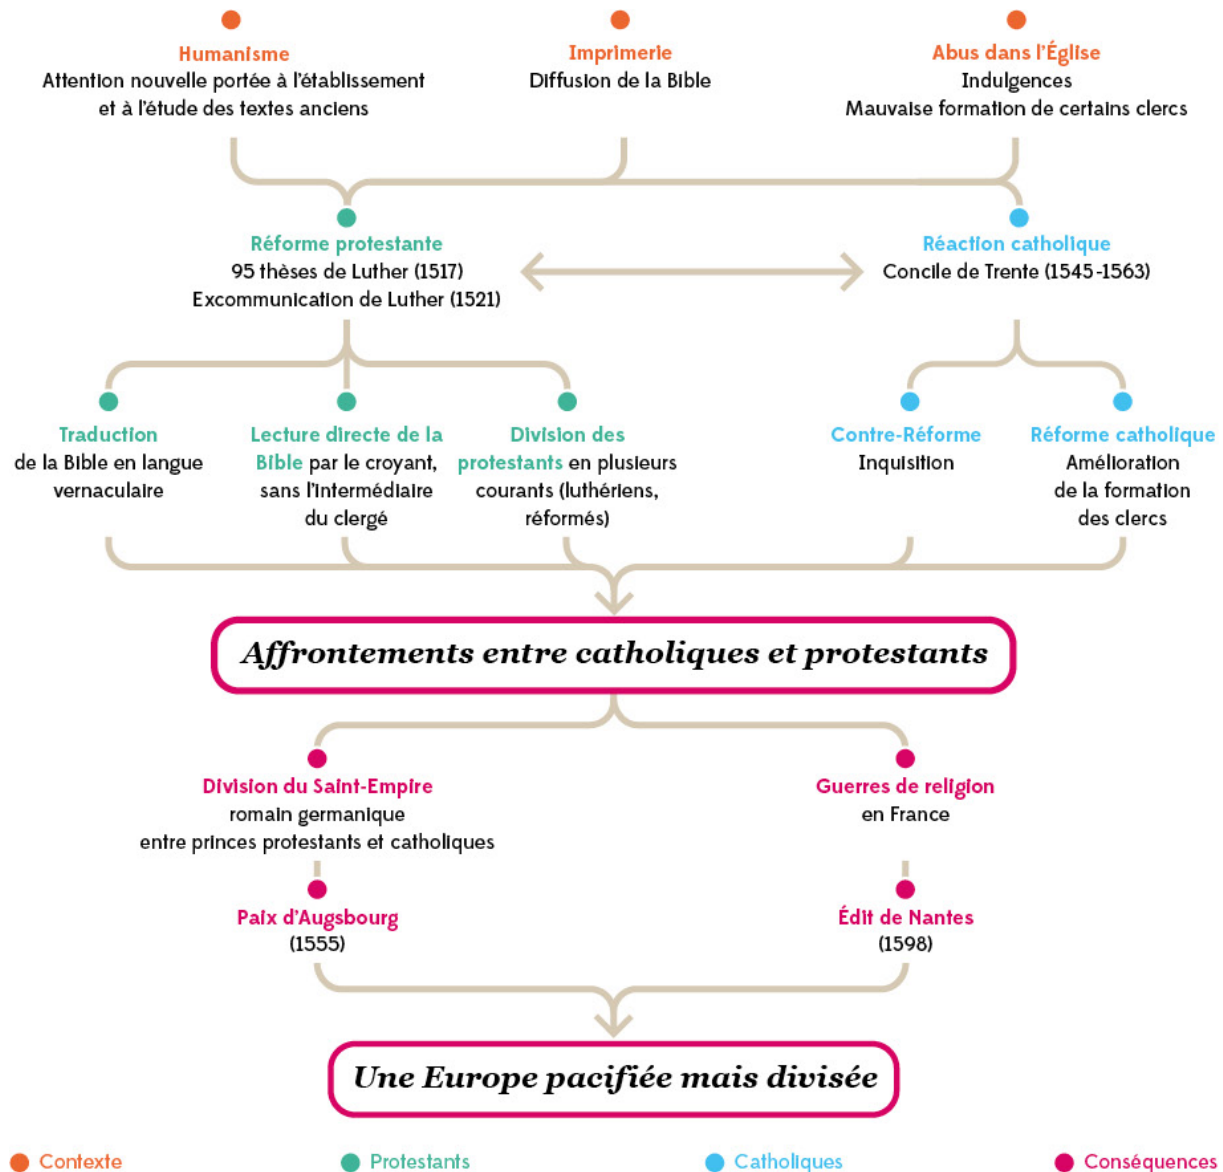 Humanisme
Attention nouvelle portée à l'établissement
et à l'étude des textes anciens
Imprimerie
Diffusion de la Bible
Abus dans l'Église
Indulgences
Mauvaise formation de certains clercs
Réforme protestante
95 thèses de Luther (1517)
Excommunication de Luther (1521)
Réaction catholique
Concile de Trente (1545-1563)
Traduction
de la Bible en langue
vernaculaire
Lecture directe de la
Bible par le croyant,
sans l'intermédiaire
du clergé
Division des
protestants en plusieurs
courants (luthériens,
réformés)
Contre-Réforme
Inquisition
Réforme catholique
Amélioration
de la formation
des clercs
Affrontements entre catholiques et protestants
Division du Saint-Empire
romain germanique
entre princes protestants et catholiques
Guerres de religion
en France
Paix d'Augsbourg
(1555)
Édit de Nantes
(1598)
Une Europe pacifiée mais divisée
Contexte
Protestants
Catholiques
Conséquences